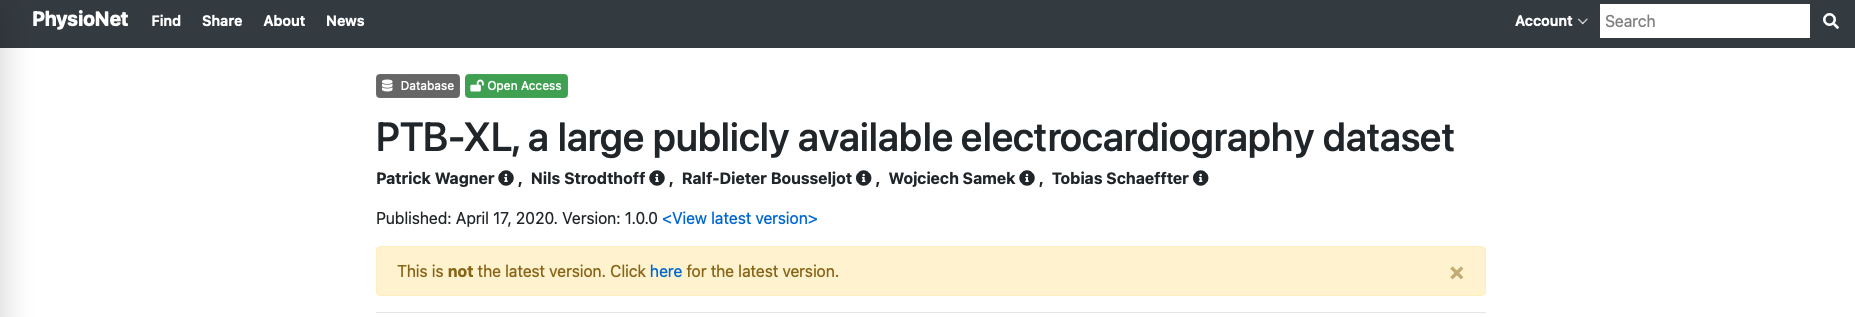 PhysioNet Find Share About News Account Search
Database Open Access
PTB-XL, a large publicly available electrocardiography dataset
Patrick Wagner , Nils Strodthoff , Ralf-Dieter Bousseljot , Wojciech Samek , Tobias Schaeffter
Published: April 17, 2020. Version: 1.0.0 <View latest version>
This is not the latest version. Click here for the latest version. ×